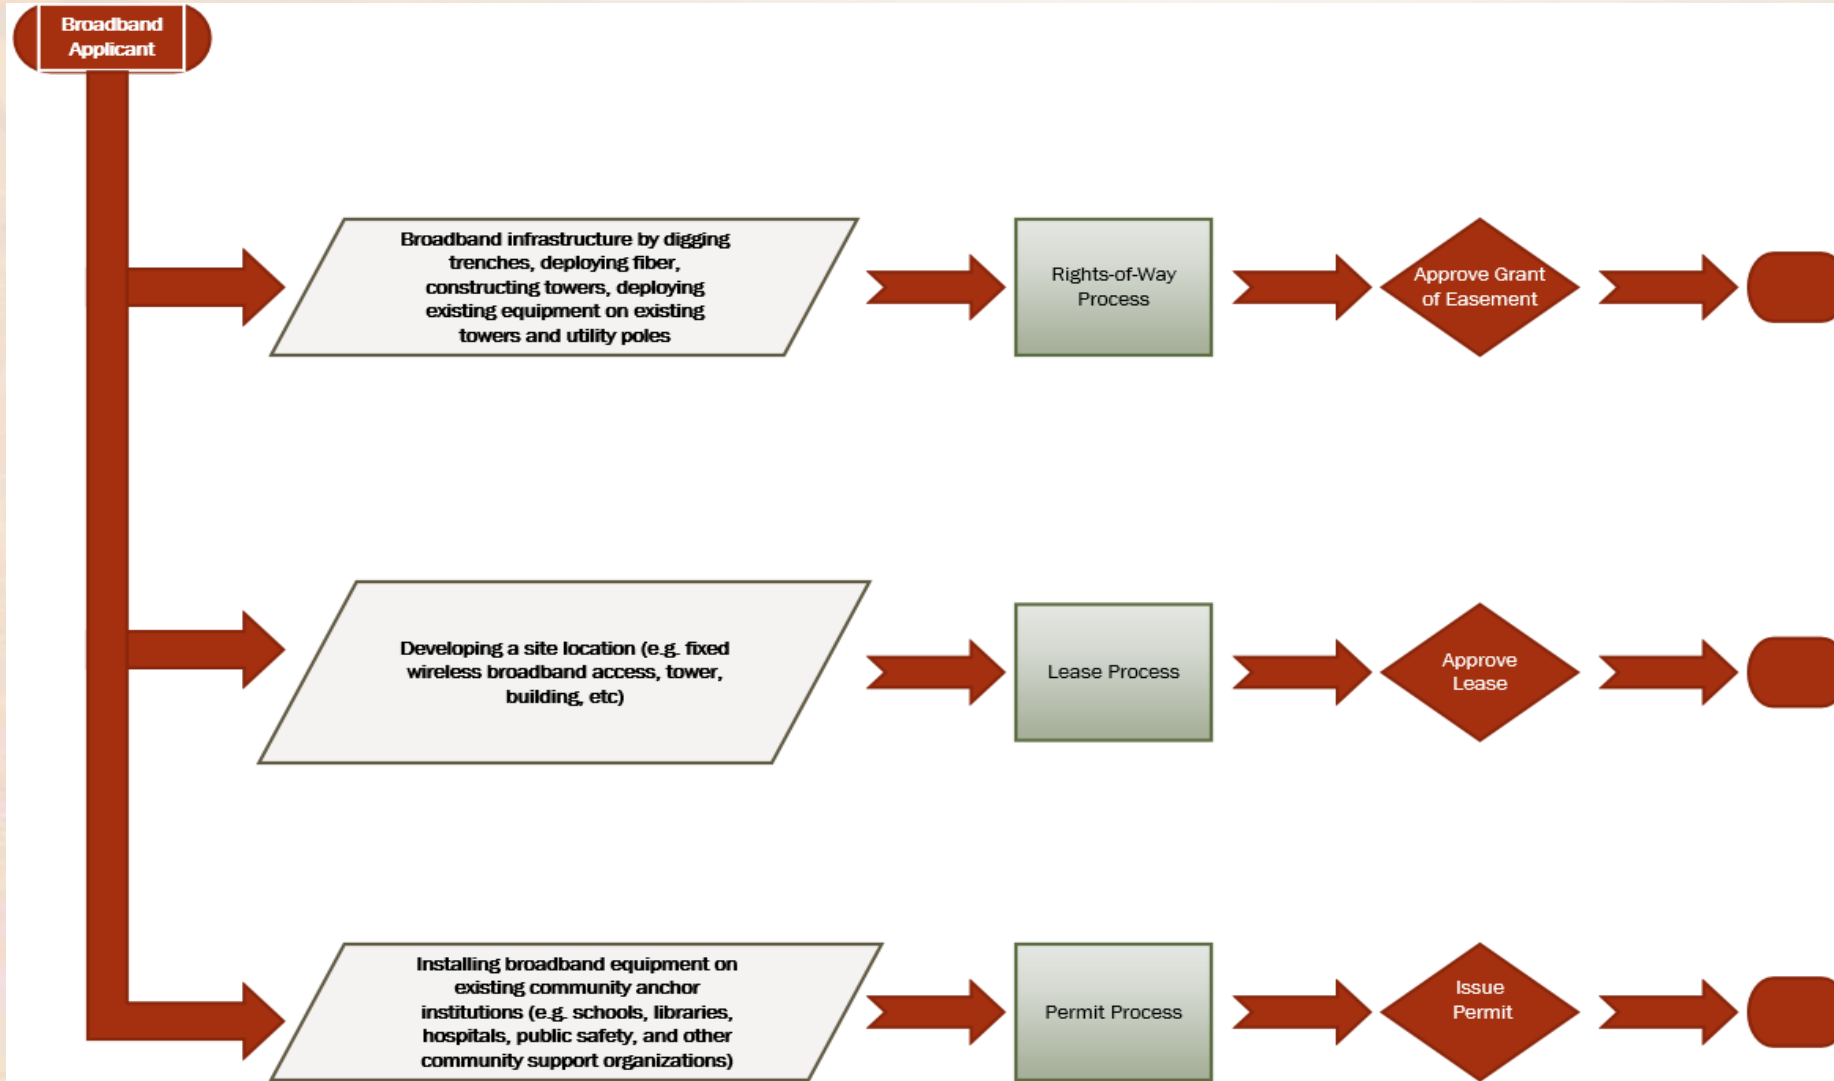 Broadband
Applicant
Broadband infrastructure by digging
trenches, deploying fiber,
constructing towers, deploying
existing equipment on existing
towers and utility poles
Rights-of-Way
Process
Approve Grant
of Easement
Developing a site location (e.g. fixed
wireless broadband access, tower,
building, etc)
Lease Process
Approve
Lease
Installing broadband equipment on
existing community anchor
institutions (e.g. schools, libraries,
hospitals, public safety, and other
community support organizations)
Permit Process
Issue
Permit